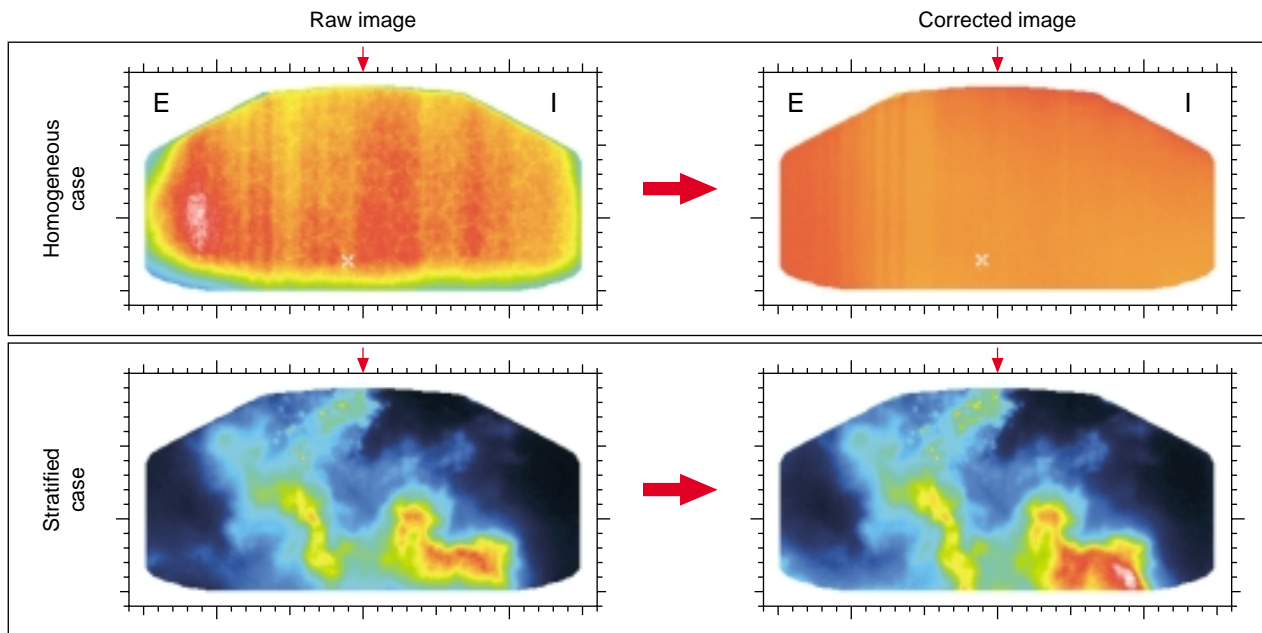 Raw image
Corrected image
Homogeneous
case
E
I
E
I
Stratified
case